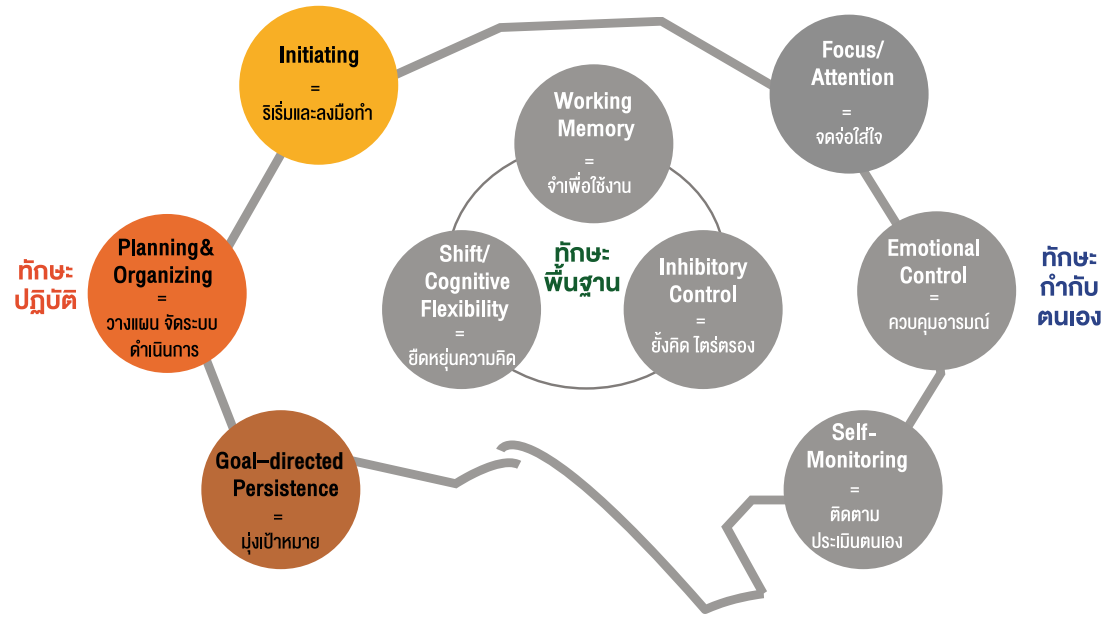 Initiating
=
ริเริ่มและลงมือทำ
Focus/
Attention
=
จดจ่อใส่ใจ
Working
Memory
=
จำเพื่อใช้งาน
ทักษะ
ปฏิบัติ
Planning&
Organizing
=
วางแผน จัดระบบ
ดำเนินการ
Shift/
Cognitive
Flexibility
=
ยืดหยุ่นความคิด
ทักษะ
พื้นฐาน
Inhibitory
Control
=
ยั้งคิด ไตร่ตรอง
Emotional
Control
=
ควบคุมอารมณ์
ทักษะ
กำกับ
ตนเอง
Goal–directed
Persistence
=
มุ่งเป้าหมาย
Self-
Monitoring
=
ติดตาม
ประเมินตนเอง